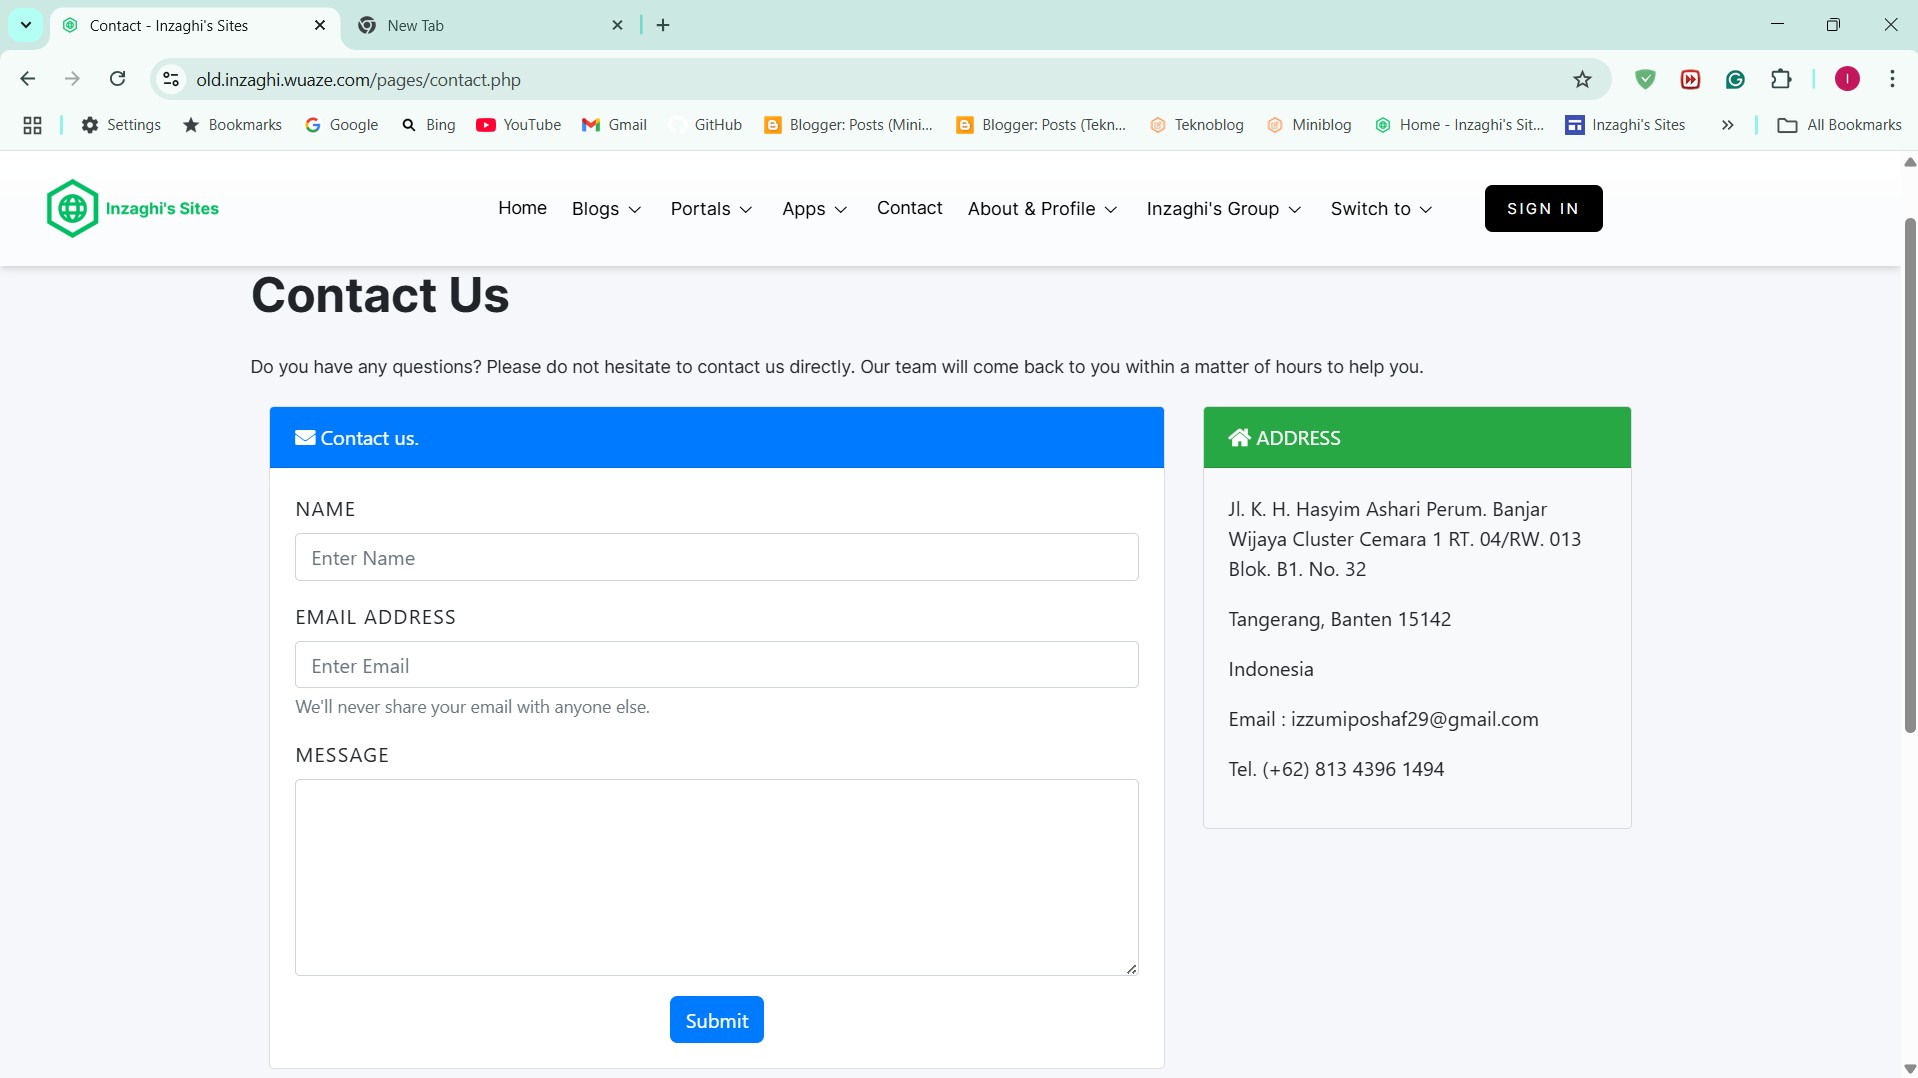 Contact - Inzaghi's Sites
New Tab
old.inzaghi.wuaze.com/pages/contact.php
Settings
Bookmarks
Google
Bing
YouTube
Gmail
GitHub
Blogger: Posts (Mini...
Blogger: Posts (Tekn...
Teknoblog
Miniblog
Home - Inzaghi's Sit...
Inzaghi's Sites
All Bookmarks
Inzaghi's Sites
Home
Blogs
Portals
Apps
Contact
About & Profile
Inzaghi's Group
Switch to
SIGN IN
Contact Us
Do you have any questions? Please do not hesitate to contact us directly. Our team will come back to you within a matter of hours to help you.
Contact us.
NAME
Enter Name
EMAIL ADDRESS
Enter Email
We'll never share your email with anyone else.
MESSAGE
Submit
ADDRESS
Jl. K. H. Hasyim Ashari Perum. Banjar
Wijaya Cluster Cemara 1 RT. 04/RW. 013
Blok. B1. No. 32
Tangerang, Banten 15142
Indonesia
Email : izzumiposhaf29@gmail.com
Tel. (+62) 813 4396 1494